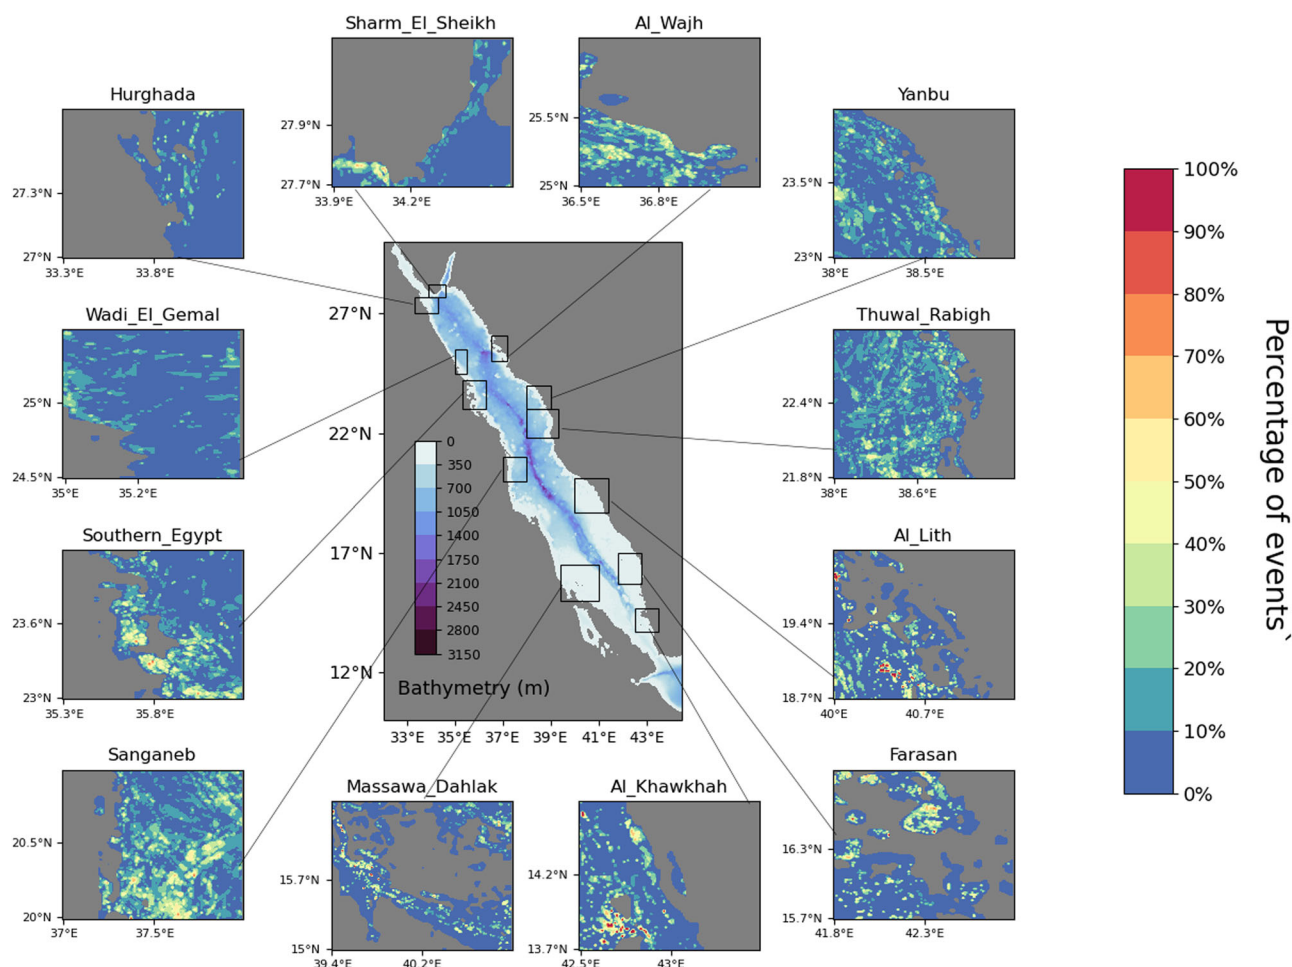 Sharm_El_Sheikh
27.9°N
27.7°N
33.9°E 34.2°E
Al_Wajh
25.5°N
25°N
36.5°E 36.8°E
Hurghada
27.3°N
27°N
33.3°E 33.8°E
Yanbu
23.5°N
23°N
38°E 38.5°E
Wadi_El_Gemal
25°N
24.5°N
35°E 35.2°E
Thuwal_Rabigh
22.4°N
21.8°N
38°E 38.6°E
Southern_Egypt
23.6°N
23°N
35.3°E 35.8°E
Al_Lith
19.4°N
18.7°N
40°E 40.7°E
Sanganeb
20.5°N
20°N
37°E 37.5°E
Massawa_Dahlak
15.7°N
15°N
39.4°E 40.2°E
Al_Khawkhah
14.2°N
13.7°N
42.5°E 43°E
Farasan
16.3°N
15.7°N
41.8°E 42.3°E
27°N
22°N
17°N
12°N
33°E 35°E 37°E 39°E 41°E 43°E
0
350
700
1050
1400
1750
2100
2450
2800
3150
Bathymetry (m)
100%
90%
80%
70%
60%
50%
40%
30%
20%
10%
0%
Percentage of events`